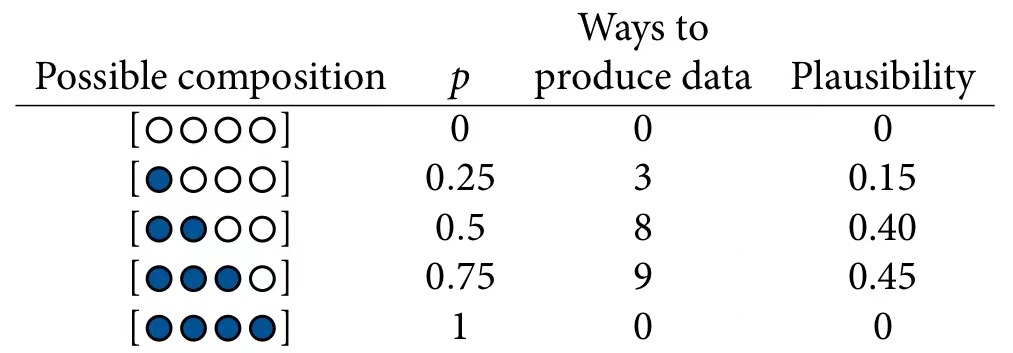 Ways to
Possible composition p produce data Plausibility
[○○○○] 0 0 0
[●○○○] 0.25 3 0.15
[●●○○] 0.5 8 0.40
[●●●○] 0.75 9 0.45
[●●●●] 1 0 0